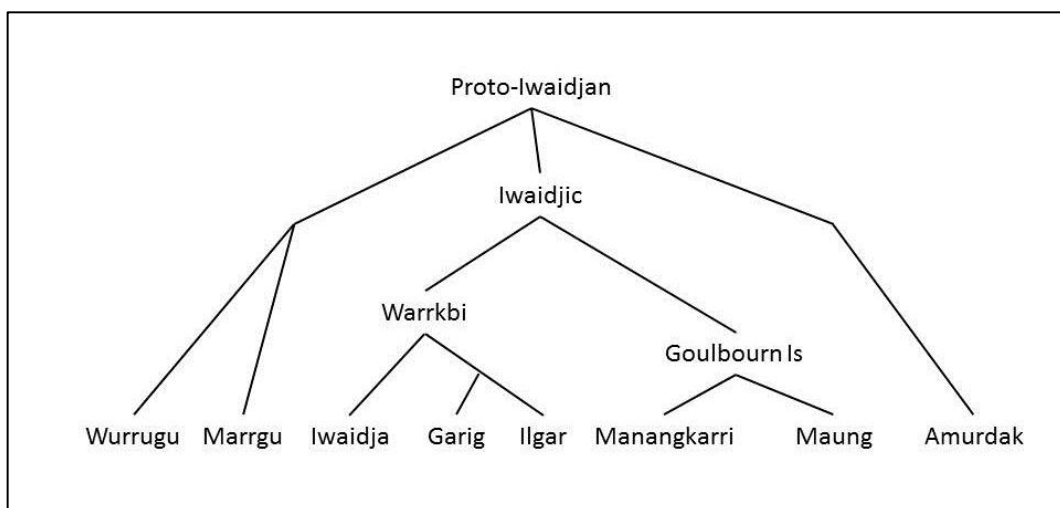 Proto-Iwaidjan
Iwaidjic
Warrkbi
Goulbourn Is
Wurrugu Marrgu Iwaidja Garig Ilgar Manangkarri Maung Amurdak